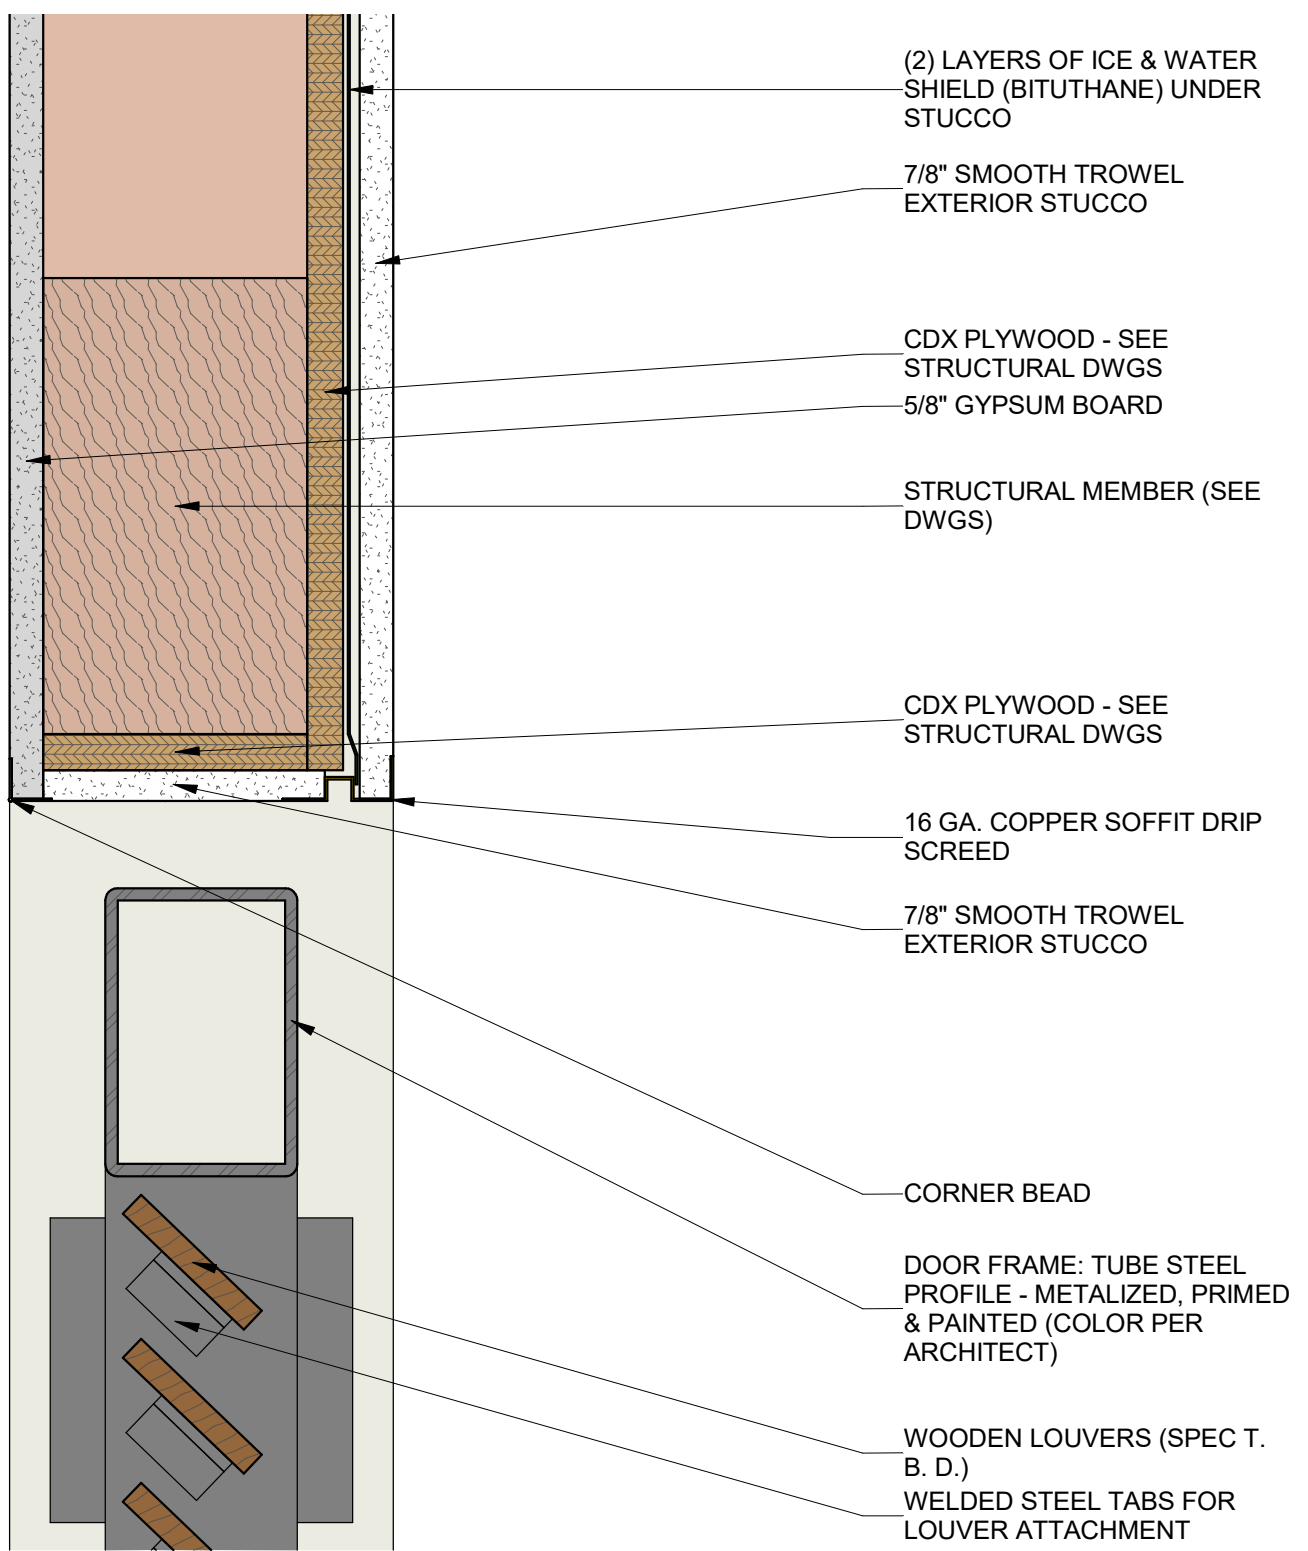 (2) LAYERS OF ICE & WATER
SHIELD (BITUTHANE) UNDER
STUCCO
7/8" SMOOTH TROWEL
EXTERIOR STUCCO
CDX PLYWOOD - SEE
STRUCTURAL DWGS
5/8" GYPSUM BOARD
STRUCTURAL MEMBER (SEE
DWGS)
CDX PLYWOOD - SEE
STRUCTURAL DWGS
16 GA. COPPER SOFFIT DRIP
SCREED
7/8" SMOOTH TROWEL
EXTERIOR STUCCO
CORNER BEAD
DOOR FRAME: TUBE STEEL
PROFILE - METALIZED, PRIMED
& PAINTED (COLOR PER
ARCHITECT)
WOODEN LOUVERS (SPEC T.
B. D.)
WELDED STEEL TABS FOR
LOUVER ATTACHMENT